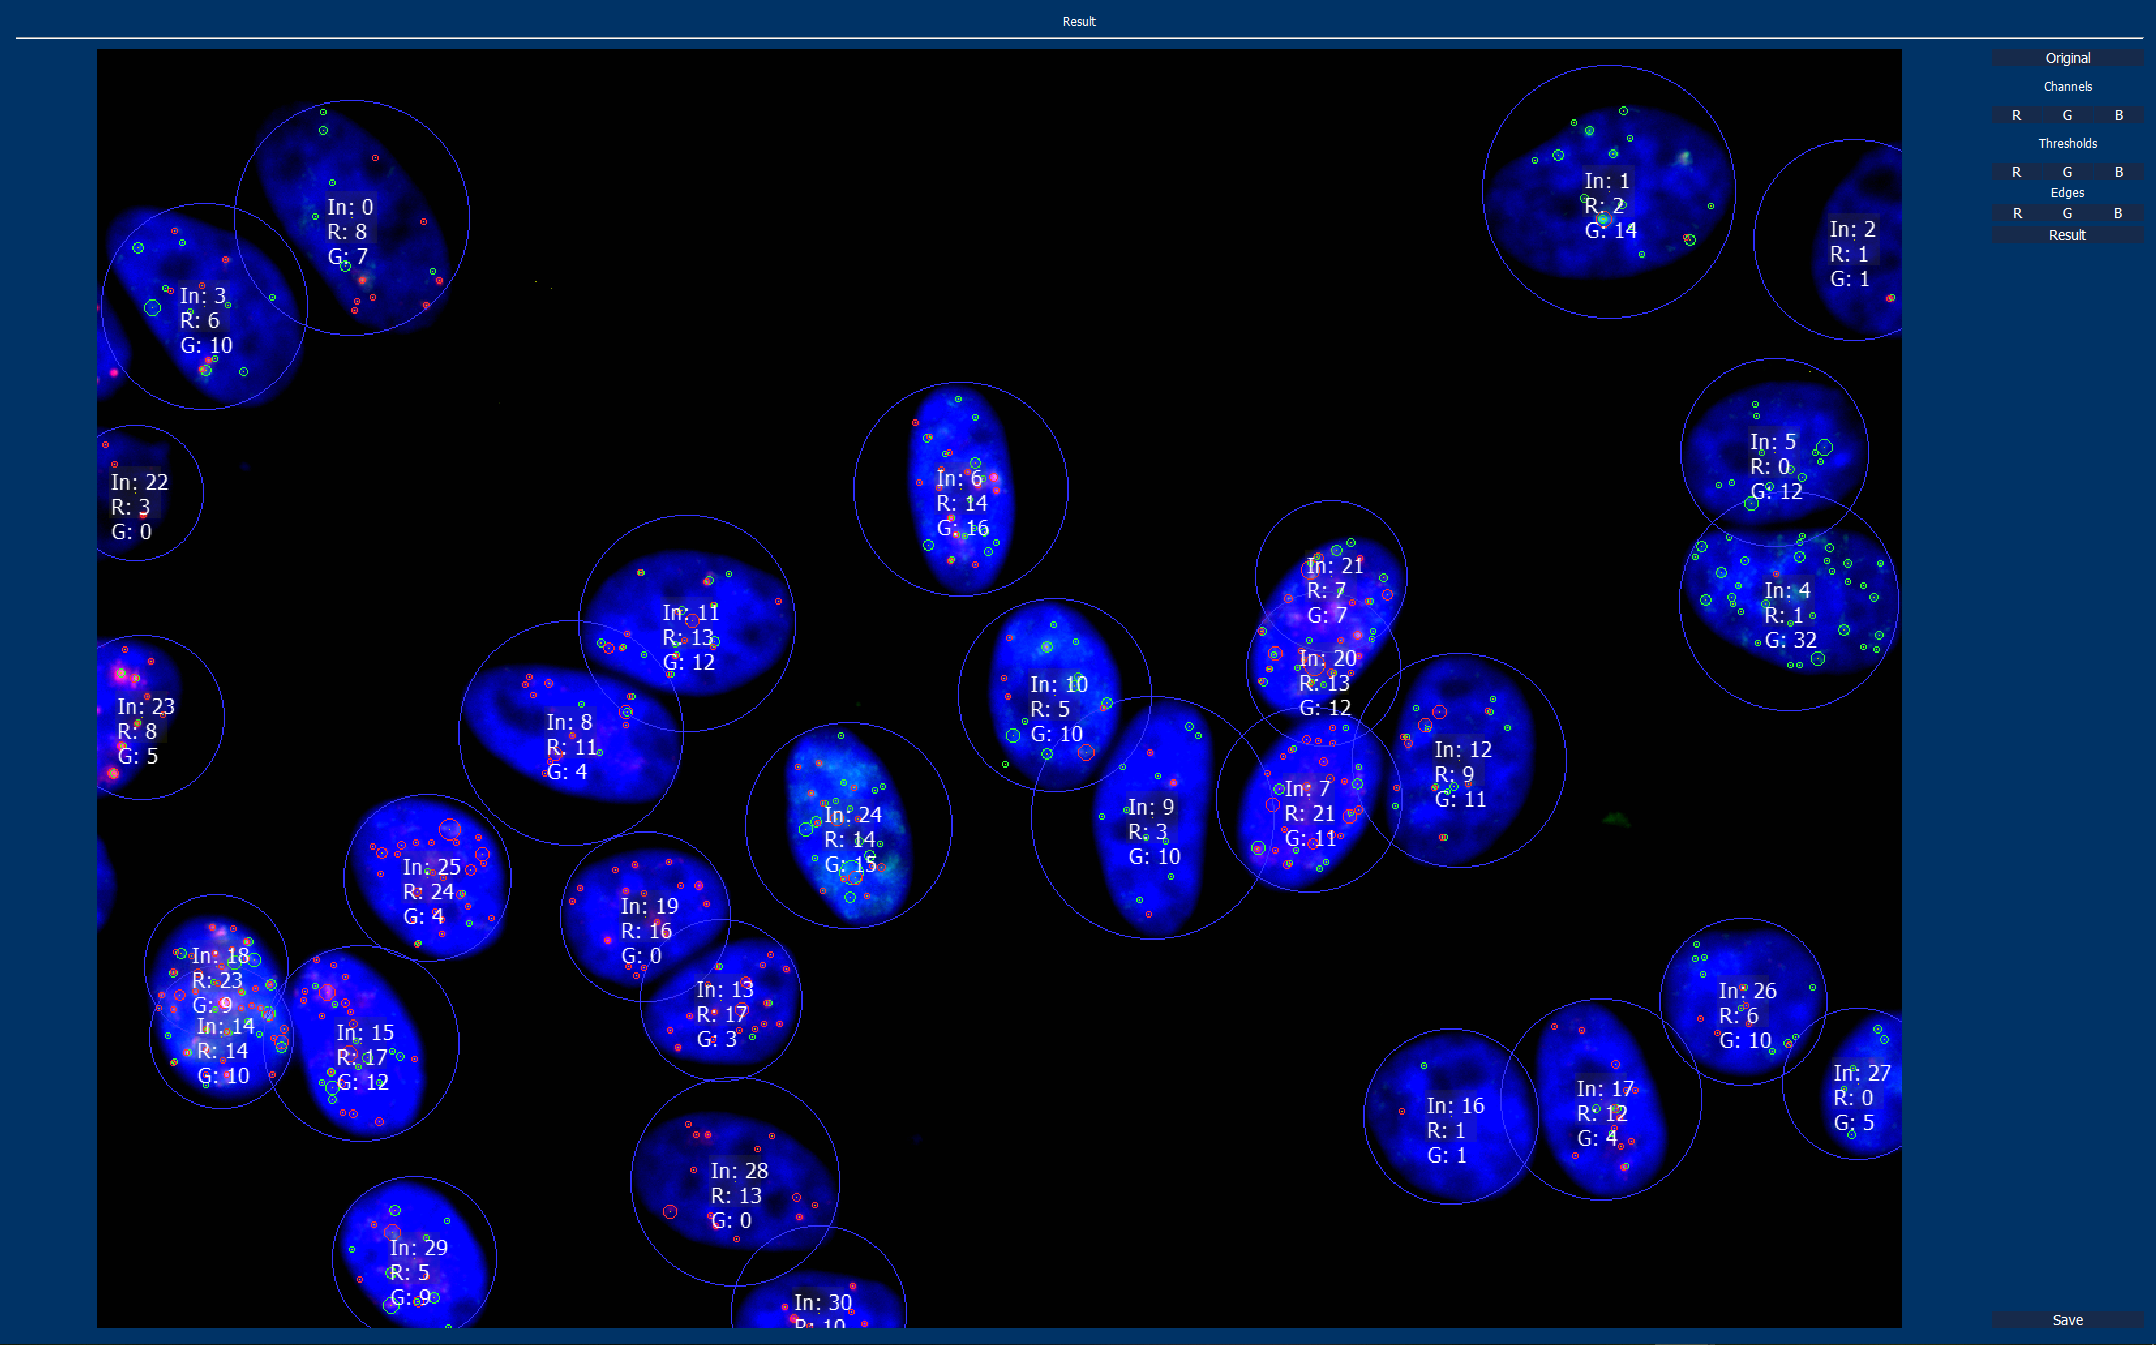 Result
Original
Channels
R G B
Thresholds
R G B
Edges
R G B
Result
In: 0
R: 8
G: 7
In: 1
R: 2
G: 14
In: 2
R: 1
G: 1
In: 3
R: 6
G: 10
In: 5
R: 0
G: 12
In: 22
R: 3
G: 0
In: 6
R: 14
G: 16
In: 21
R: 7
G: 7
In: 4
R: 1
G: 32
In: 11
R: 13
G: 12
In: 20
R: 13
G: 12
In: 10
R: 5
G: 10
In: 23
R: 8
G: 5
In: 8
R: 11
G: 4
In: 12
R: 9
G: 11
In: 7
R: 21
G: 11
In: 9
R: 3
G: 10
In: 24
R: 14
G: 15
In: 25
R: 24
G: 4
In: 19
R: 16
G: 0
In: 18
R: 23
G: 9
In: 14
R: 14
G: 10
In: 13
R: 17
G: 3
In: 15
R: 17
G: 12
In: 26
R: 6
G: 10
In: 27
R: 0
G: 5
In: 17
R: 12
G: 4
In: 16
R: 1
G: 1
In: 28
R: 13
G: 0
In: 29
R: 5
G: 9
In: 30
R: 10
Save